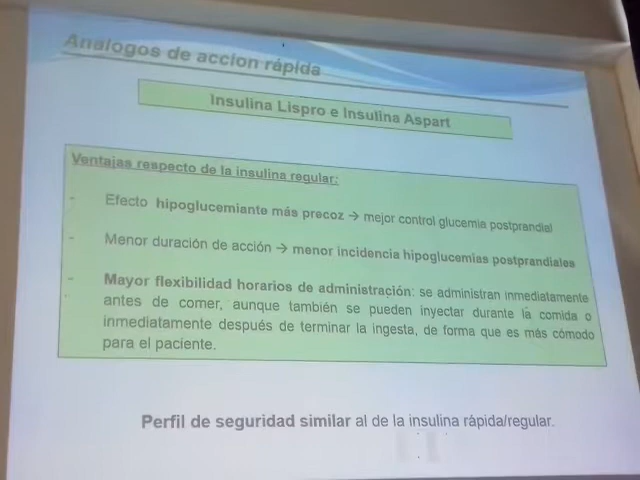 Analogos de accion rápida
Insulina Lispro e Insulina Aspart
Ventajas respecto de la insulina regular:
- Efecto hipoglucemiante más precoz → mejor control glucemia postprandial
- Menor duración de acción → menor incidencia hipoglucemias postprandiales
- Mayor flexibilidad horarios de administración: se administran inmediatamente
antes de comer, aunque también se pueden inyectar durante la comida o
inmediatamente después de terminar la ingesta, de forma que es más cómodo
para el paciente.
Perfil de seguridad similar al de la insulina rápida/regular.